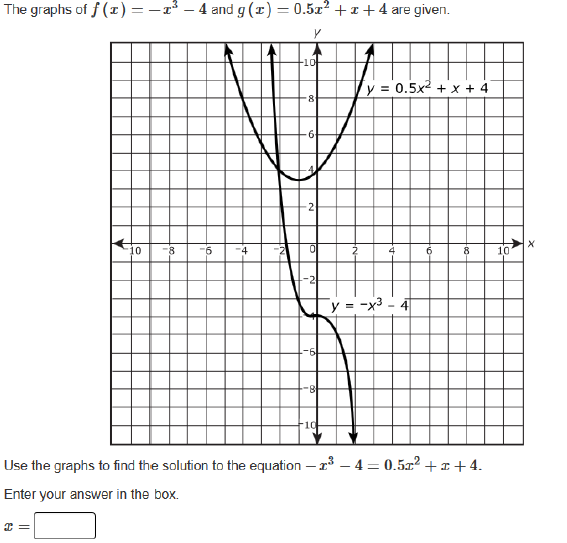 The graphs of f(x) = −x³ − 4 and g(x) = 0.5x² + x + 4 are given.
y
10
y = 0.5x² + x + 4
8
6
4
2
-10 -8 -6 -4 -2 0 2 4 6 8 10 x
-2
y = -x³ - 4
-4
-6
-8
-10
Use the graphs to find the solution to the equation −x³ − 4 = 0.5x² + x + 4.
Enter your answer in the box.
x =